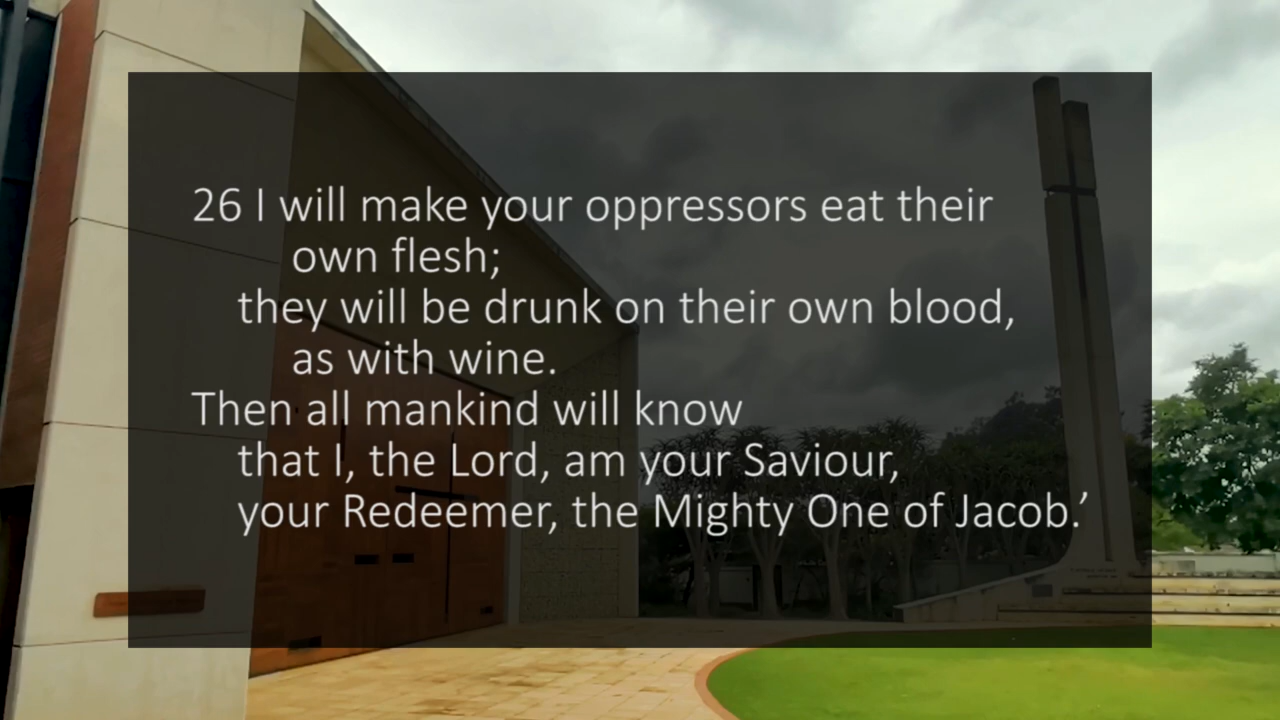 26 I will make your oppressors eat their
own flesh;
they will be drunk on their own blood,
as with wine.
Then all mankind will know
that I, the Lord, am your Saviour,
your Redeemer, the Mighty One of Jacob.’